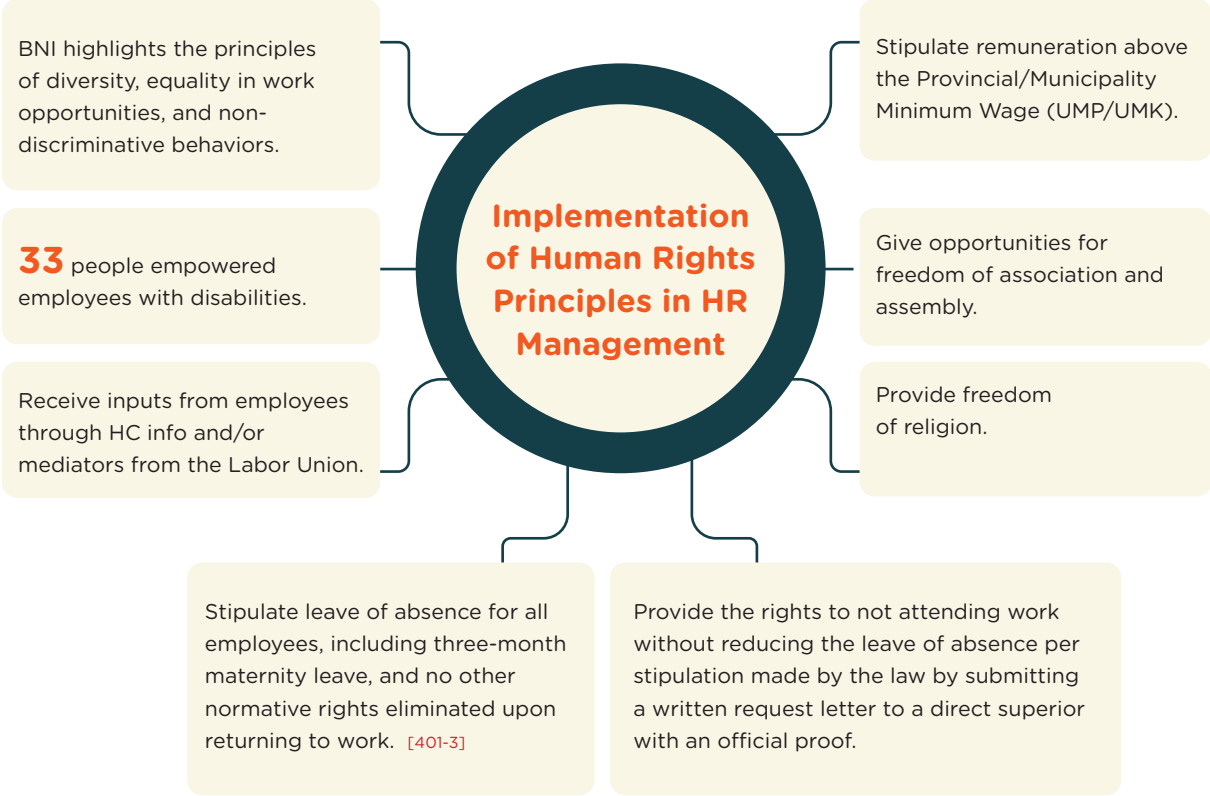 BNI highlights the principles
of diversity, equality in work
opportunities, and non-
discriminative behaviors.
33 people empowered
employees with disabilities.
Receive inputs from employees
through HC info and/or
mediators from the Labor Union.
Implementation
of Human Rights
Principles in HR
Management
Stipulate remuneration above
the Provincial/Municipality
Minimum Wage (UMP/UMK).
Give opportunities for
freedom of association and
assembly.
Provide freedom
of religion.
Stipulate leave of absence for all
employees, including three-month
maternity leave, and no other
normative rights eliminated upon
returning to work. [401-3]
Provide the rights to not attending work
without reducing the leave of absence per
stipulation made by the law by submitting
a written request letter to a direct superior
with an official proof.